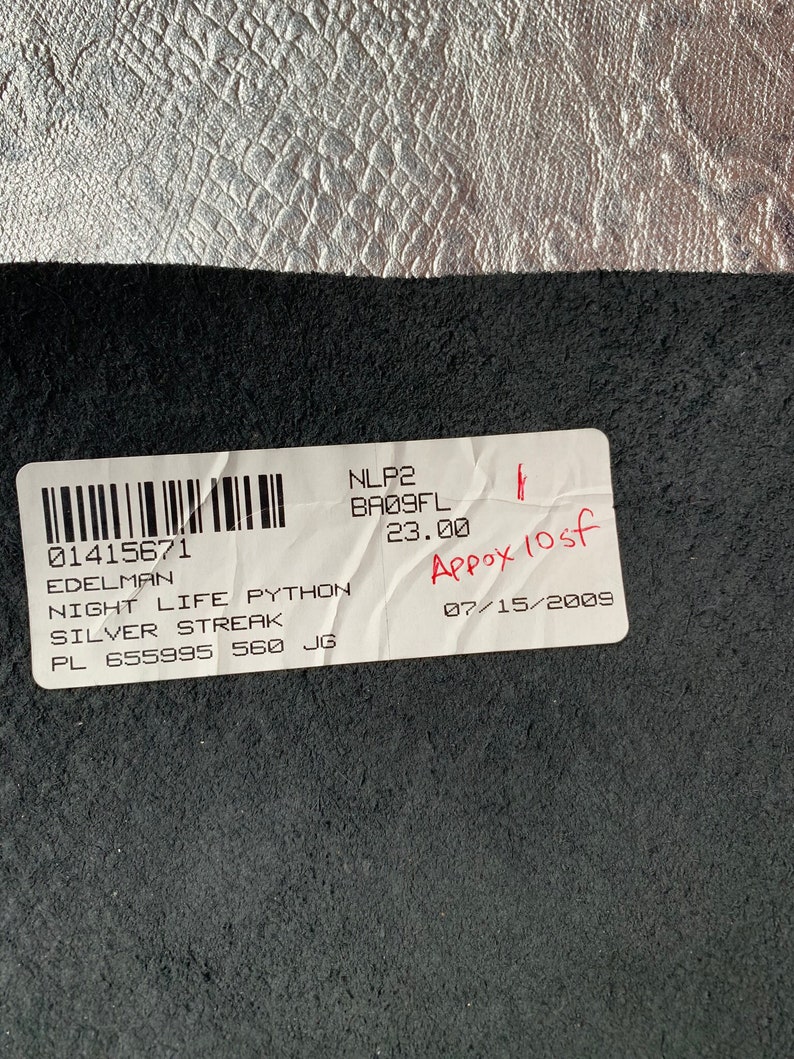 01415671
EDELMAN
NIGHT LIFE PYTHON
SILVER STREAK
PL 655995 560 JG
NLP2
BA09FL
23.00
1
Appox 10sf
07/15/2009